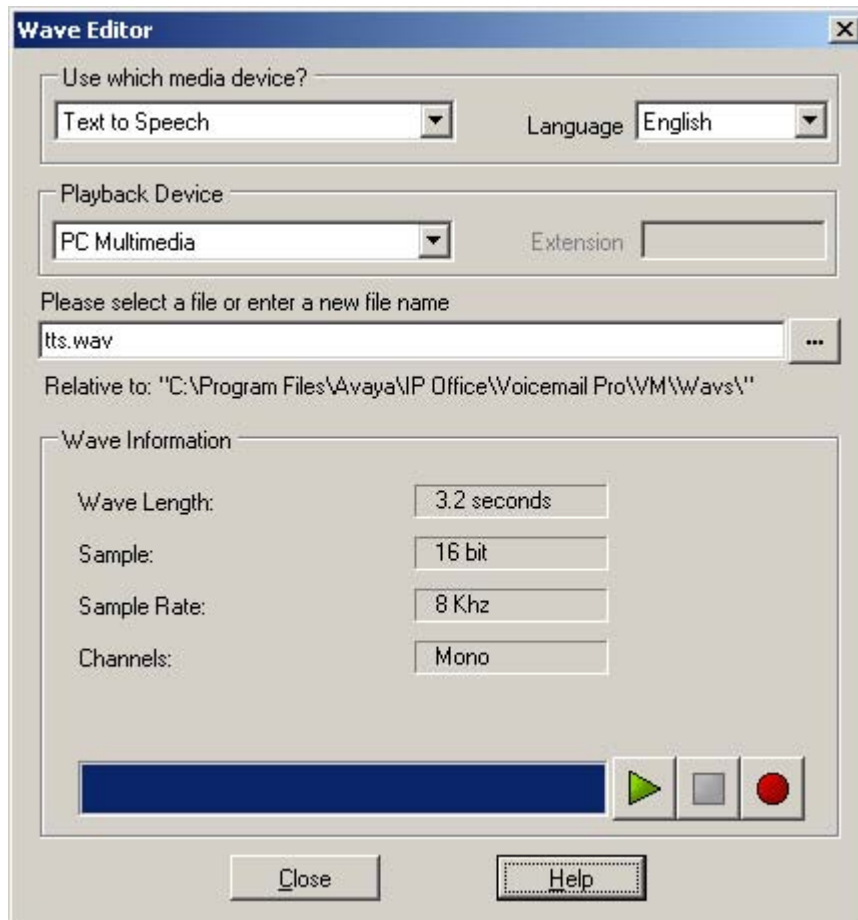 Wave Editor
Use which media device?
Text to Speech
Language English
Playback Device
PC Multimedia
Extension
Please select a file or enter a new file name
tts.wav
...
Relative to: "C:\Program Files\Avaya\IP Office\Voicemail Pro\VM\Wavs\"
Wave Information
Wave Length: 3.2 seconds
Sample: 16 bit
Sample Rate: 8 Khz
Channels: Mono
Close Help